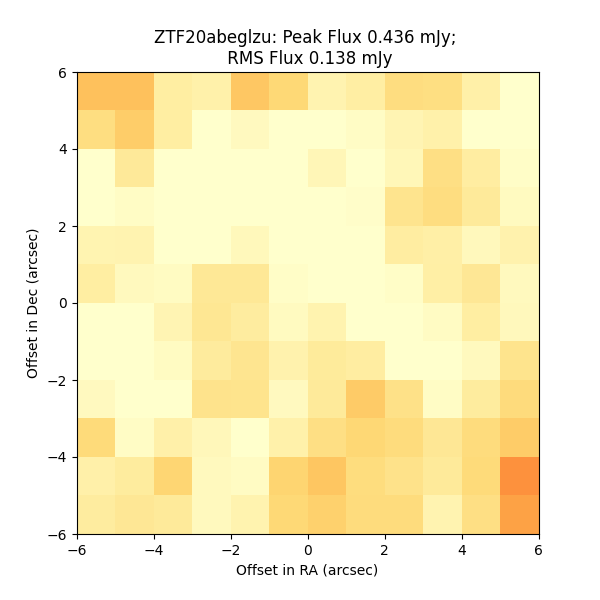 ZTF20abeglzu: Peak Flux 0.436 mJy;
RMS Flux 0.138 mJy
6
4
2
0
−2
−4
−6
Offset in Dec (arcsec)
−6 −4 −2 0 2 4 6
Offset in RA (arcsec)